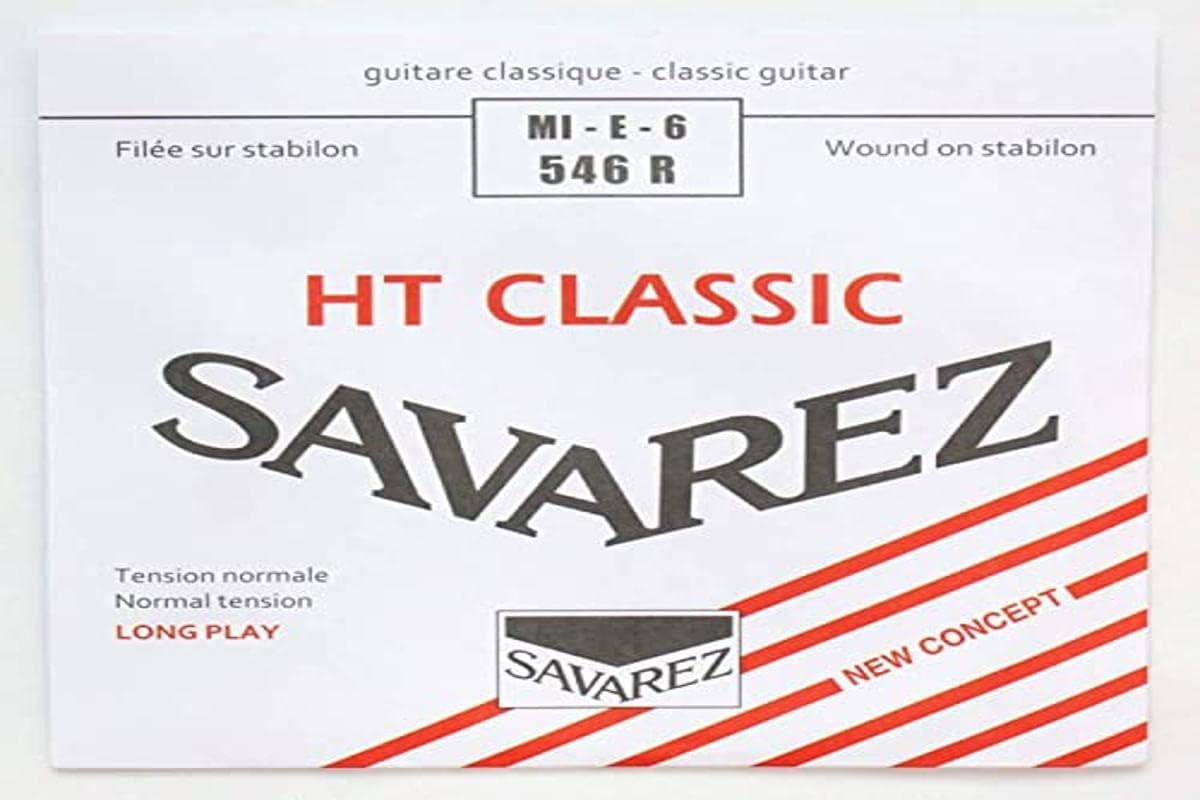 guitare classique - classic guitar
MI - E - 6
546 R
Filée sur stabilon
Wound on stabilon
HT CLASSIC
SAVAREZ
Tension normale
Normal tension
LONG PLAY
SAVAREZ
NEW CONCEPT